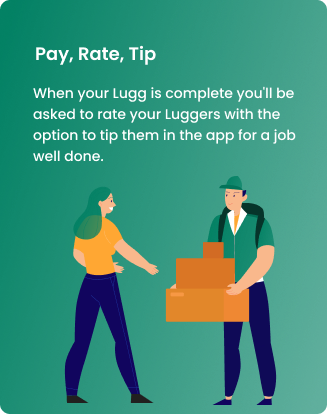 Pay, Rate, Tip
When your Lugg is complete you'll be
asked to rate your Luggers with the
option to tip them in the app for a job
well done.